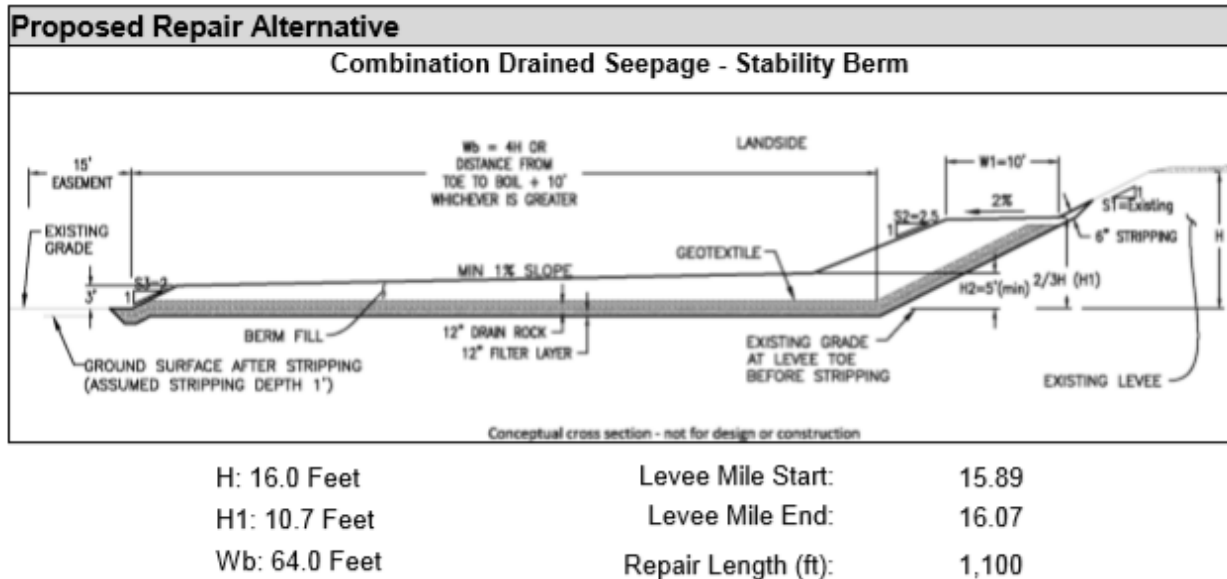 Proposed Repair Alternative
Combination Drained Seepage - Stability Berm
15'
EASEMENT
Wb = 4H OR
DISTANCE FROM
TOE TO BOIL + 10'
WHICHEVER IS GREATER
LANDSIDE
W1=10'
2%
S2=2.5
1
1
S1=Existing
6" STRIPPING
H
EXISTING
GRADE
GEOTEXTILE
MIN 1% SLOPE
S3=2
1
3'
H2=5'(min)
2/3H (H1)
BERM FILL
12" DRAIN ROCK
12" FILTER LAYER
GROUND SURFACE AFTER STRIPPING
(ASSUMED STRIPPING DEPTH 1')
EXISTING GRADE
AT LEVEE TOE
BEFORE STRIPPING
EXISTING LEVEE
Conceptual cross section - not for design or construction
H: 16.0 Feet
Levee Mile Start: 15.89
H1: 10.7 Feet
Levee Mile End: 16.07
Wb: 64.0 Feet
Repair Length (ft): 1,100